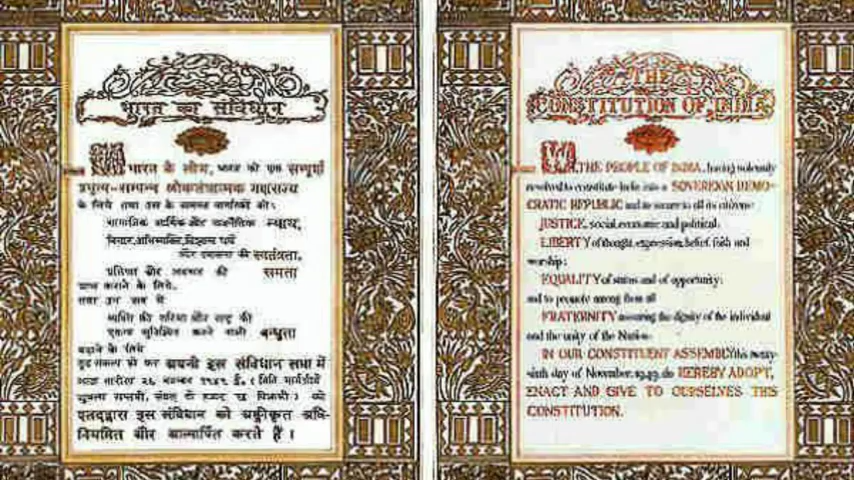 भारत का संविधान
हम भारत के लोग, भारत को एक सम्पूर्ण
प्रभुत्व-सम्पन्न लोकतंत्रात्मक गणराज्य
के लिये तथा उस के समस्त नागरिकों को:
सामाजिक आर्थिक और राजनैतिक न्याय,
विचार, अभिव्यक्ति, विश्वास धर्म
और उपासना की स्वतंत्रता,
प्रतिष्ठा और अवसर की समता
प्राप्त कराने के लिये,
तथा उन सब में
व्यक्ति की गरिमा और राष्ट्र की
एकता सुनिश्चित करने वाली बन्धुता
बढ़ाने के लिये
दृढ़संकल्प हो कर अपनी इस संविधान सभा में
आज तारीख २६ नवम्बर १९४९ ई. (मिति मार्गशीर्ष
एतद्द्वारा इस संविधान को अङ्गीकृत अधि-
नियमित और आत्मार्पित करते हैं।
THE
CONSTITUTION OF INDIA
WE, THE PEOPLE OF INDIA, having solemnly
resolved to constitute India into a SOVEREIGN DEMO-
CRATIC REPUBLIC and to secure to all its citizens:
JUSTICE, social, economic and political;
LIBERTY of thought, expression, belief, faith and
worship;
EQUALITY of status and of opportunity;
and to promote among them all
FRATERNITY assuring the dignity of the individual
and the unity of the Nation;
IN OUR CONSTITUENT ASSEMBLY this twenty-
sixth day of November, 1949, do HEREBY ADOPT,
ENACT AND GIVE TO OURSELVES THIS
CONSTITUTION.